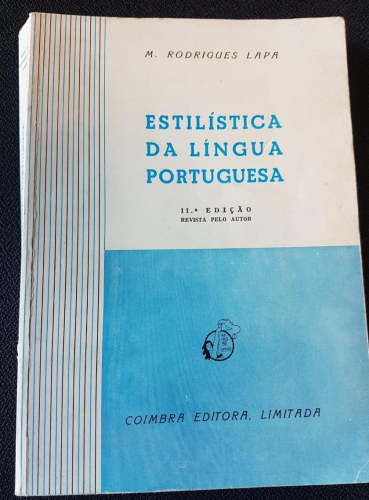 M. RODRIGUES LAPA
ESTILÍSTICA
DA LÍNGUA
PORTUGUESA
11.ª EDIÇÃO
REVISTA PELO AUTOR
COIMBRA EDITORA, LIMITADA